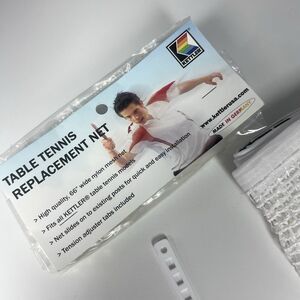 KETTLER
TABLE TENNIS
REPLACEMENT NET
www.kettlerusa.com
MADE IN GERMANY
> High quality, 66" wide nylon mesh net
> Fits all KETTLER® table tennis models
> Net slides on to existing posts for quick and easy installation
> Tension adjuster tabs included